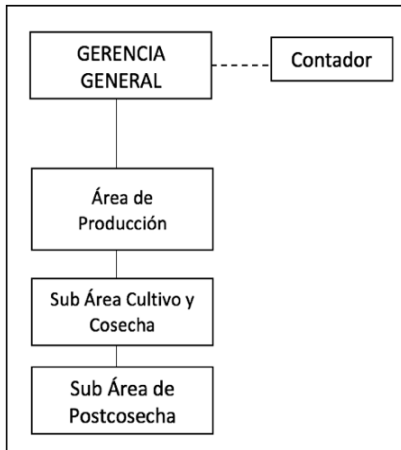 GERENCIA
GENERAL
Contador
Área de
Producción
Sub Área Cultivo y
Cosecha
Sub Área de
Postcosecha